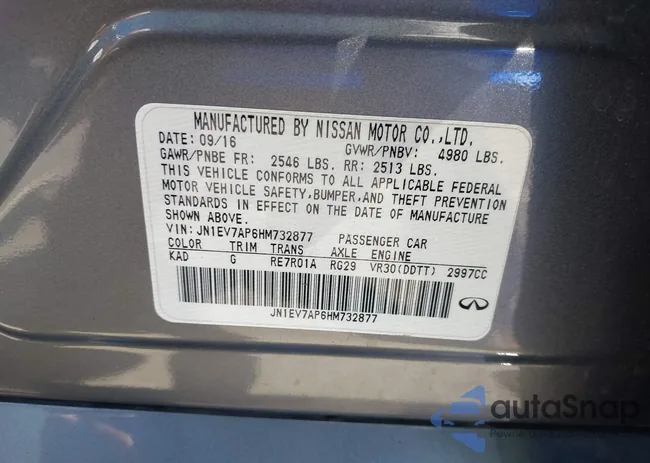 MANUFACTURED BY NISSAN MOTOR CO.,LTD.
DATE: 09/16 GVWR/PNBV: 4980 LBS.
GAWR/PNBE FR: 2546 LBS. RR: 2513 LBS.
THIS VEHICLE CONFORMS TO ALL APPLICABLE FEDERAL
MOTOR VEHICLE SAFETY,BUMPER,AND THEFT PREVENTION
STANDARDS IN EFFECT ON THE DATE OF MANUFACTURE
SHOWN ABOVE.
VIN: JN1EV7AP6HM732877 PASSENGER CAR
COLOR TRIM TRANS AXLE ENGINE
KAD G RE7R01A RG29 VR30(DDTT) 2997CC
JN1EV7AP6HM732877
autaSnap